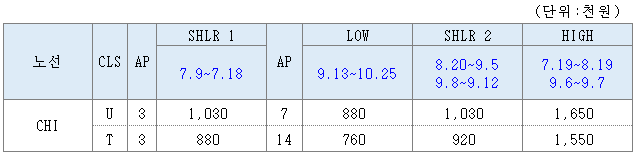 (단위:천원)
노선 CLS AP SHLR 1 AP LOW SHLR 2 HIGH
7.9~7.18 9.13~10.25 8.20~9.5 7.19~8.19
9.8~9.12 9.6~9.7
CHI U 3 1,030 7 880 1,030 1,650
T 3 880 14 760 920 1,550